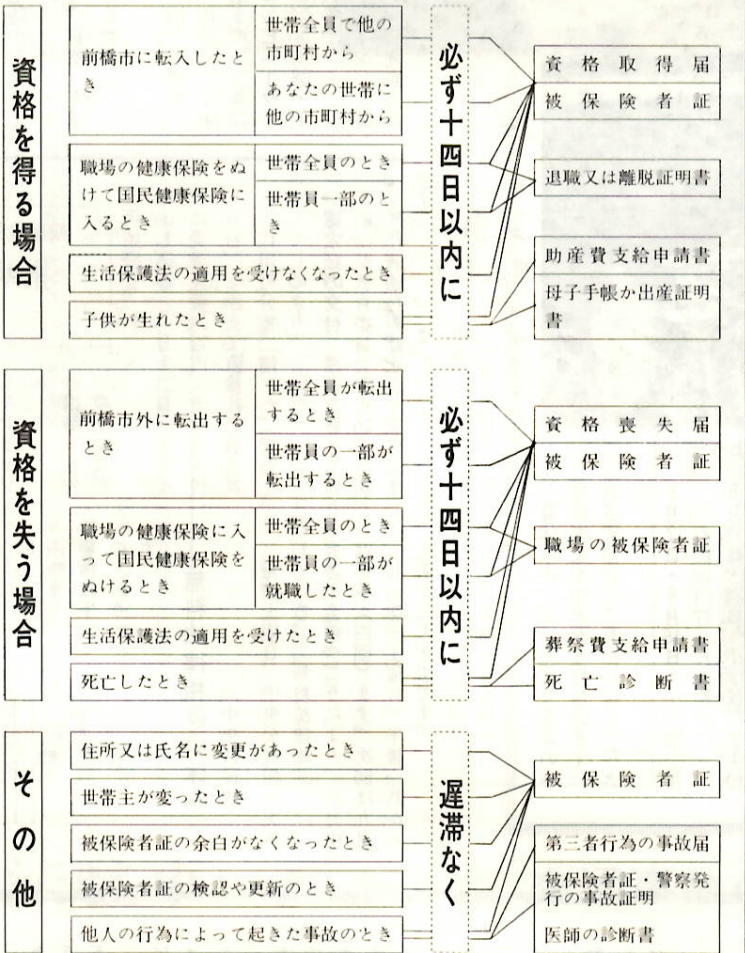 資格を得る場合
前橋市に転入したと
き
世帯全員で他の
市町村から
あなたの世帯に
他の市町村から
職場の健康保険をぬ
けて国民健康保険に
入るとき
世帯全員のとき
世帯員一部のと
き
生活保護法の適用を受けなくなったとき
子供が生れたとき
必ず十四日以内に
資格取得届
被保険者証
退職又は離脱証明書
助産費支給申請書
母子手帳か出産証明
書
資格を失う場合
前橋市外に転出する
とき
世帯全員が転出
するとき
世帯員の一部が
転出するとき
職場の健康保険に入
って国民健康保険を
ぬけるとき
世帯全員のとき
世帯員の一部が
就職したとき
生活保護法の適用を受けたとき
死亡したとき
必ず十四日以内に
資格喪失届
被保険者証
職場の被保険者証
葬祭費支給申請書
死亡診断書
その他
住所又は氏名に変更があったとき
世帯主が変ったとき
被保険者証の余白がなくなったとき
被保険者証の検認や更新のとき
他人の行為によって起きた事故のとき
遅滞なく
被保険者証
第三者行為の事故届
被保険者証・警察発
行の事故証明
医師の診断書